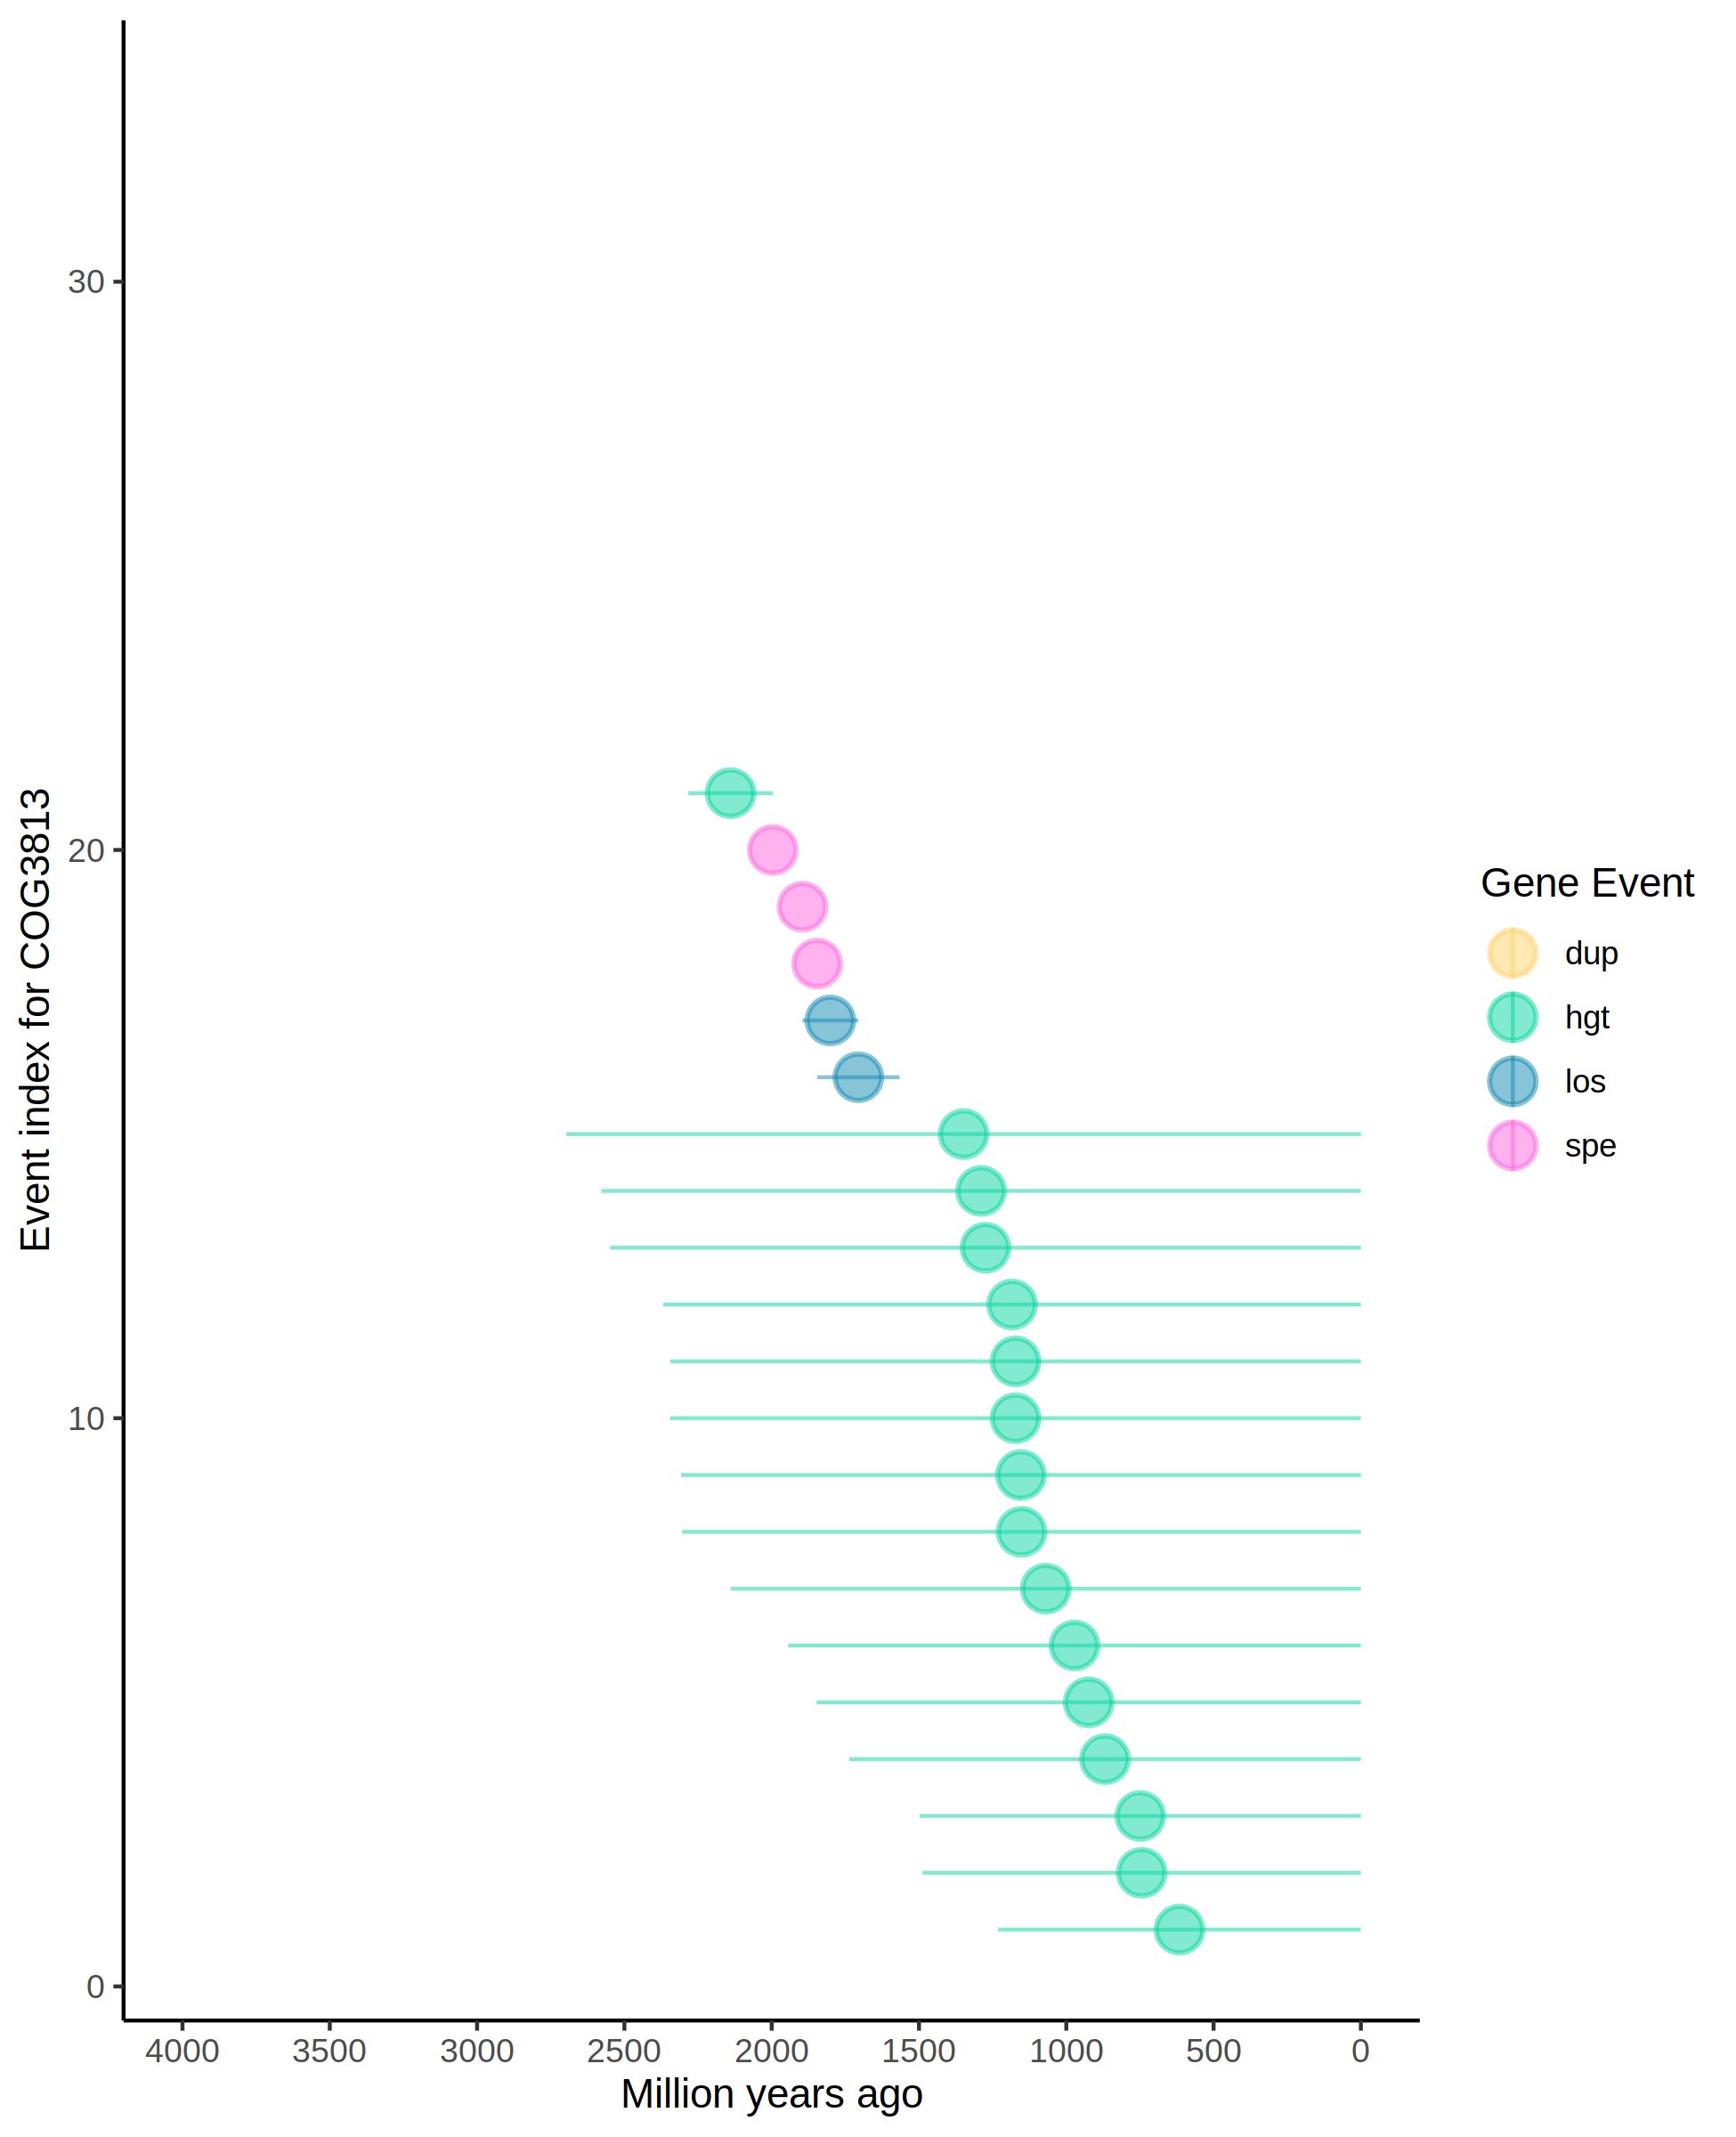 Event index for COG3813
30
20
10
0
4000 3500 3000 2500 2000 1500 1000 500 0
Million years ago
Gene Event
dup
hgt
los
spe